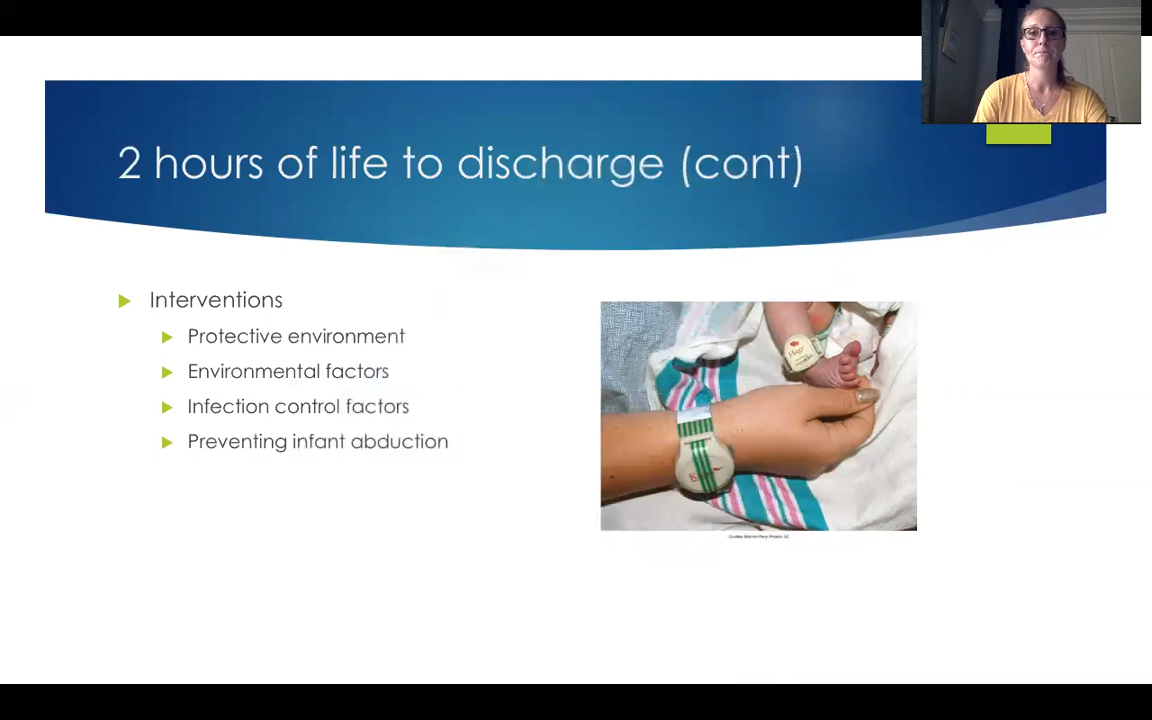 2 hours of life to discharge (cont)
Interventions
Protective environment
Environmental factors
Infection control factors
Preventing infant abduction